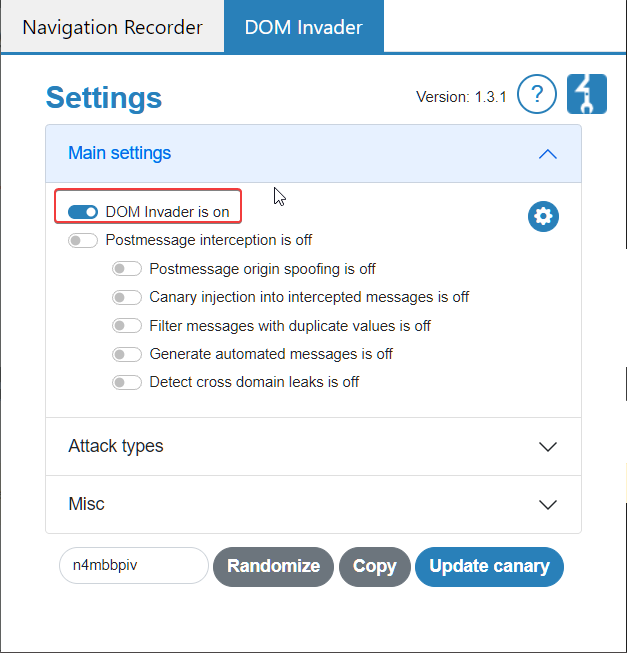 Navigation Recorder DOM Invader
Settings
Version: 1.3.1 ?
Main settings
DOM Invader is on
Postmessage interception is off
Postmessage origin spoofing is off
Canary injection into intercepted messages is off
Filter messages with duplicate values is off
Generate automated messages is off
Detect cross domain leaks is off
Attack types
Misc
n4mbbpiv Randomize Copy Update canary